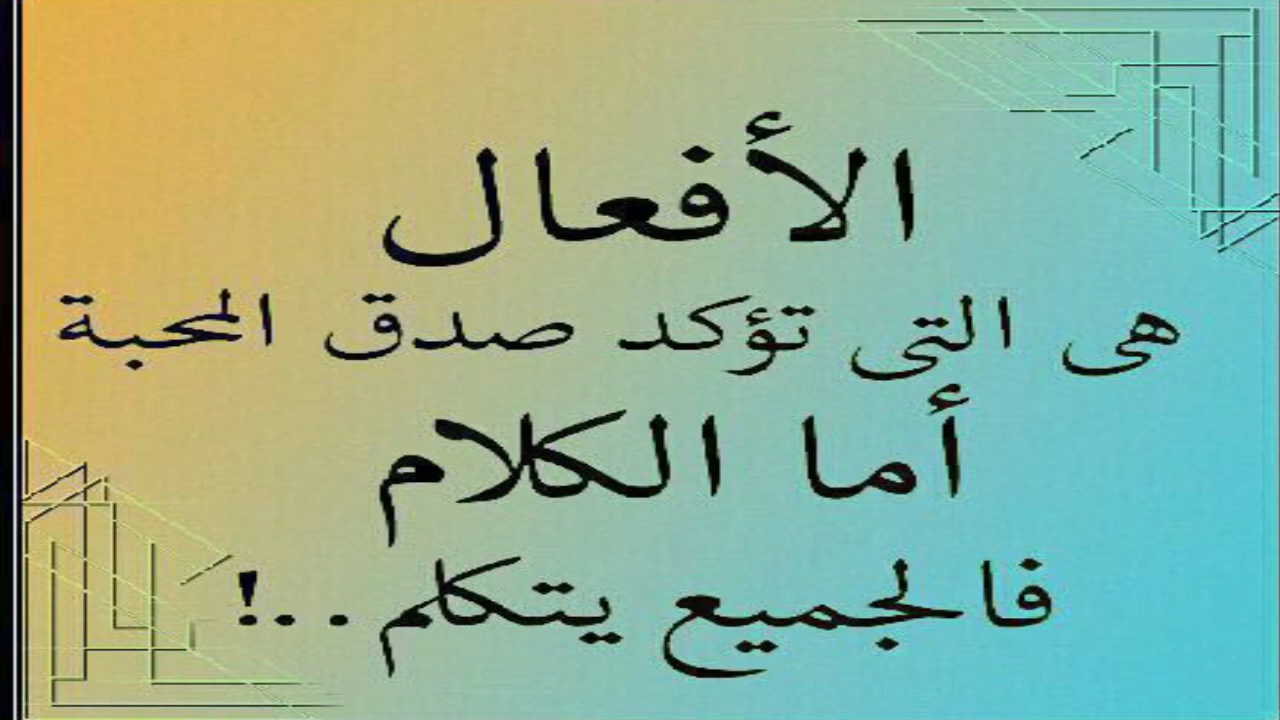 الأفعال
هى التى تؤكد صدق المحبة
أما الكلام
فالجميع يتكلم...!